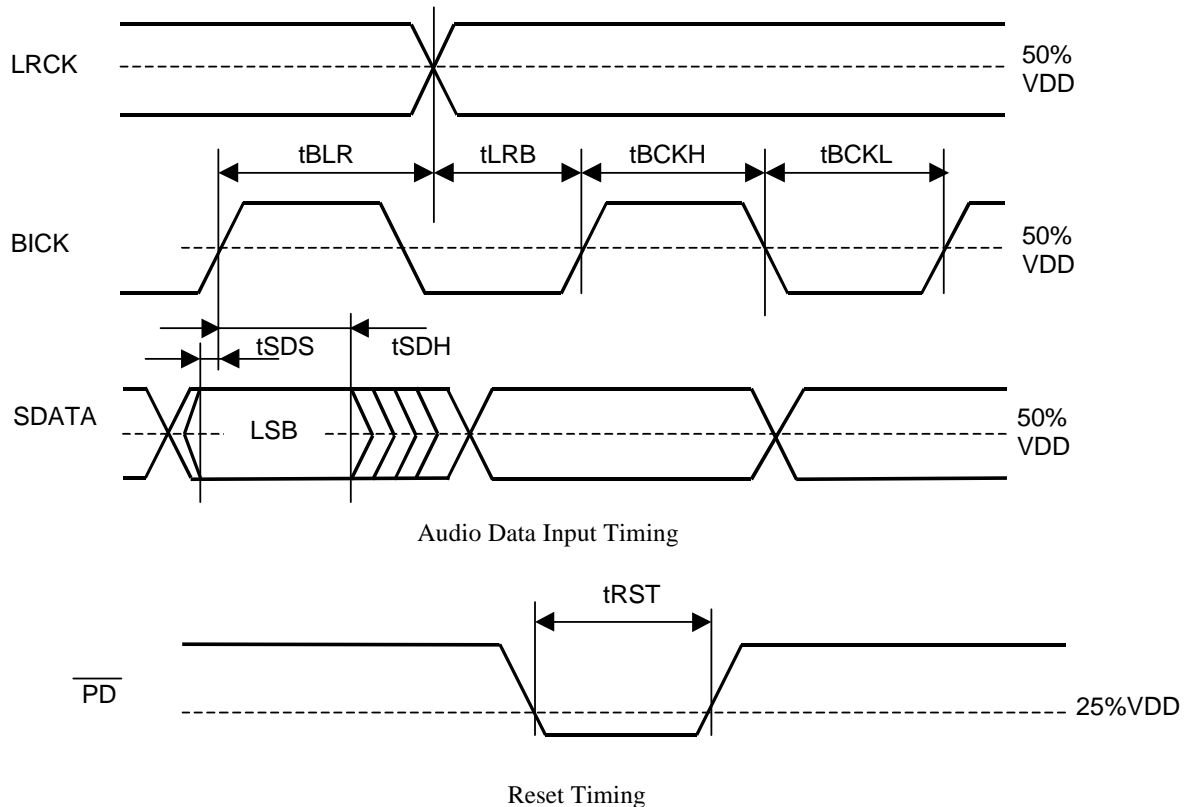 LRCK
50%
VDD
tBLR
tLRB
tBCKH
tBCKL
BICK
50%
VDD
tSDS
tSDH
SDATA
LSB
50%
VDD
Audio Data Input Timing
tRST
PD
25%VDD
Reset Timing